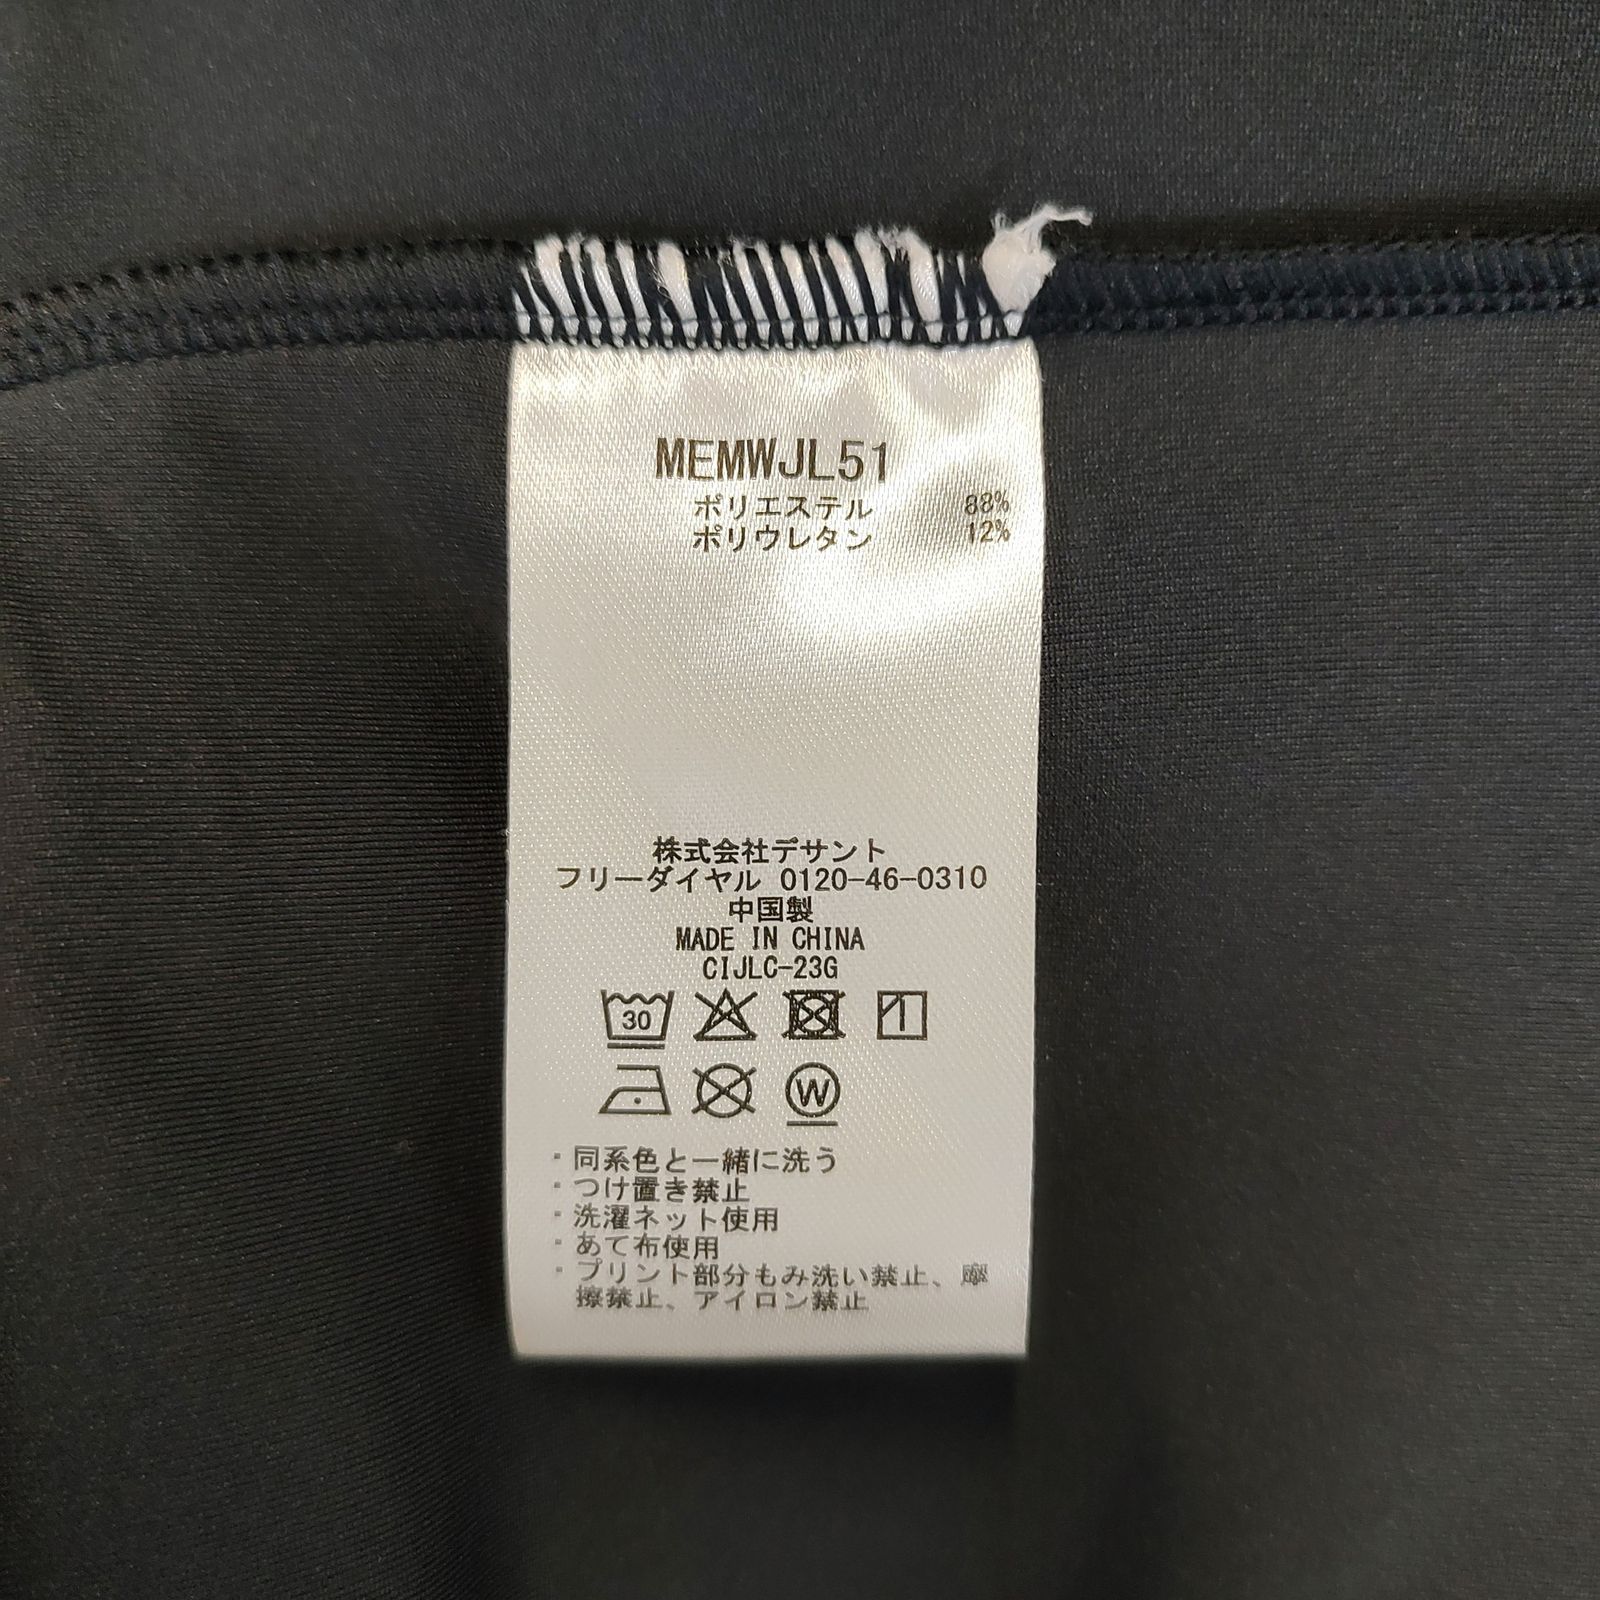 MEMWJL51
ポリエステル 88%
ポリウレタン 12%
株式会社デサント
フリーダイヤル 0120-46-0310
中国製
MADE IN CHINA
CIJLC-23G
30
W
・同系色と一緒に洗う
・つけ置き禁止
・洗濯ネット使用
・あて布使用
・プリント部分もみ洗い禁止、摩
擦禁止、アイロン禁止